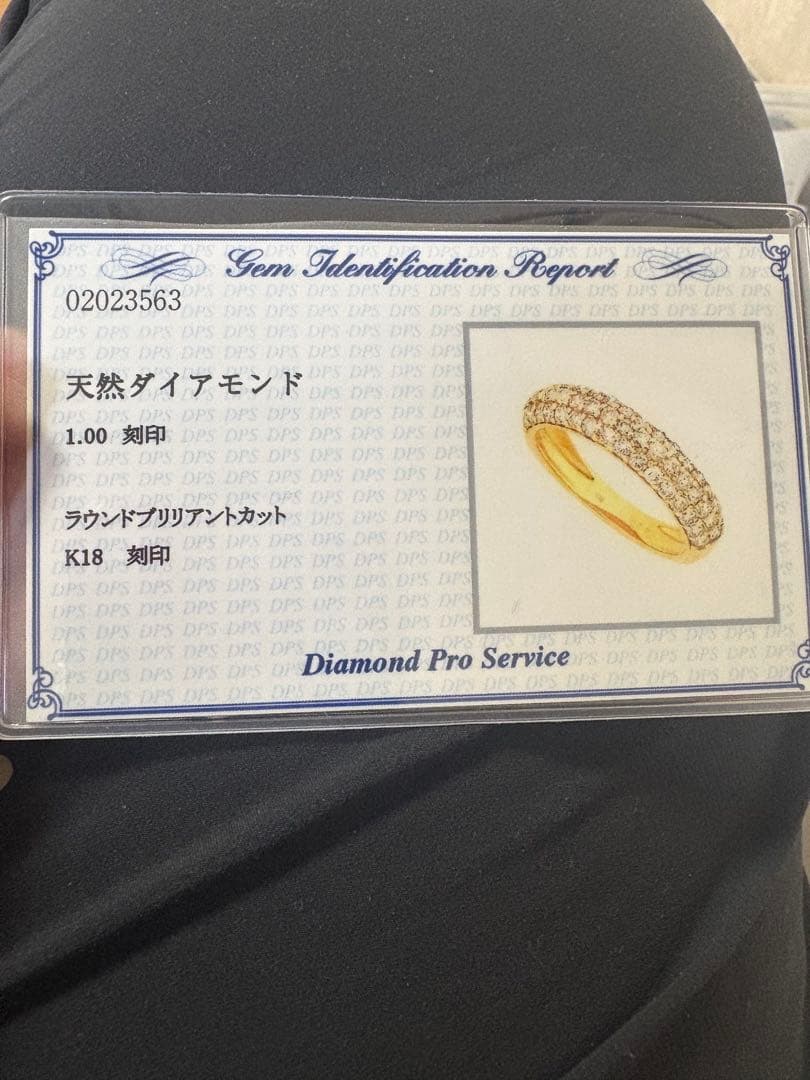 Gem Identification Report
02023563
天然ダイアモンド
1.00 刻印
ラウンドブリリアントカット
K18 刻印
Diamond Pro Service